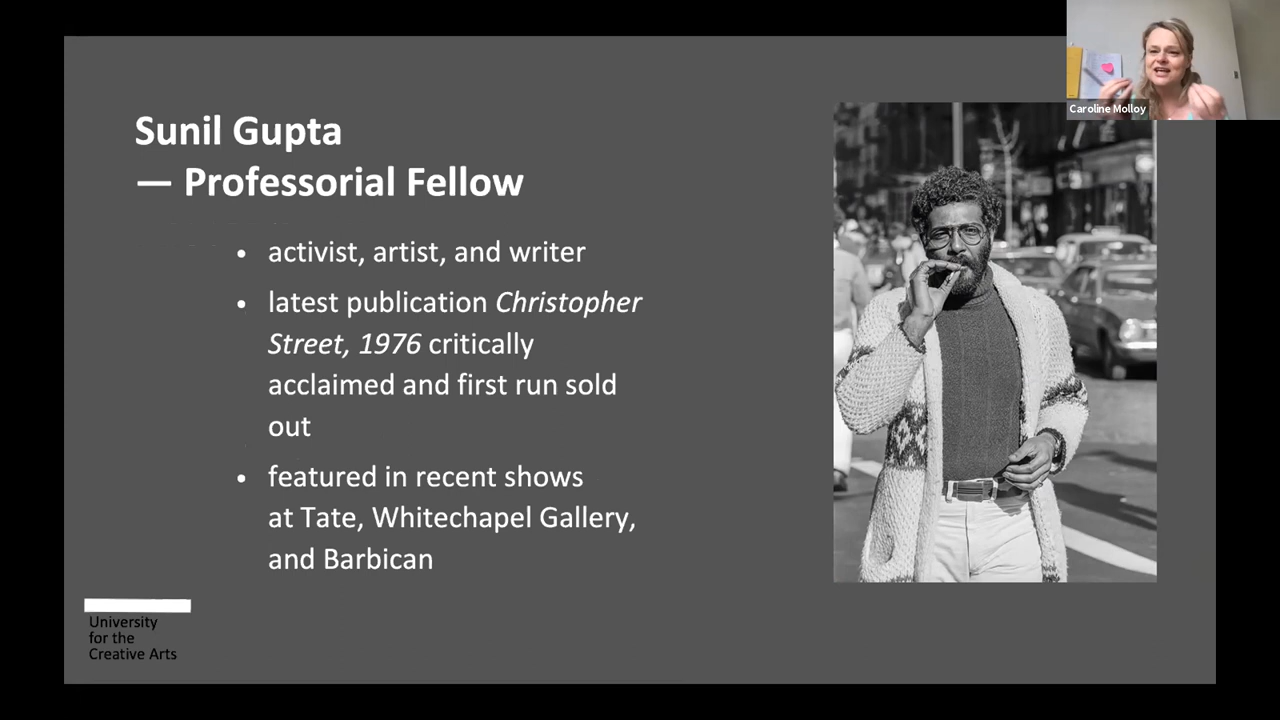 Caroline Molloy
Sunil Gupta
— Professorial Fellow
• activist, artist, and writer
• latest publication Christopher
Street, 1976 critically
acclaimed and first run sold
out
• featured in recent shows
at Tate, Whitechapel Gallery,
and Barbican
University
for the
Creative Arts